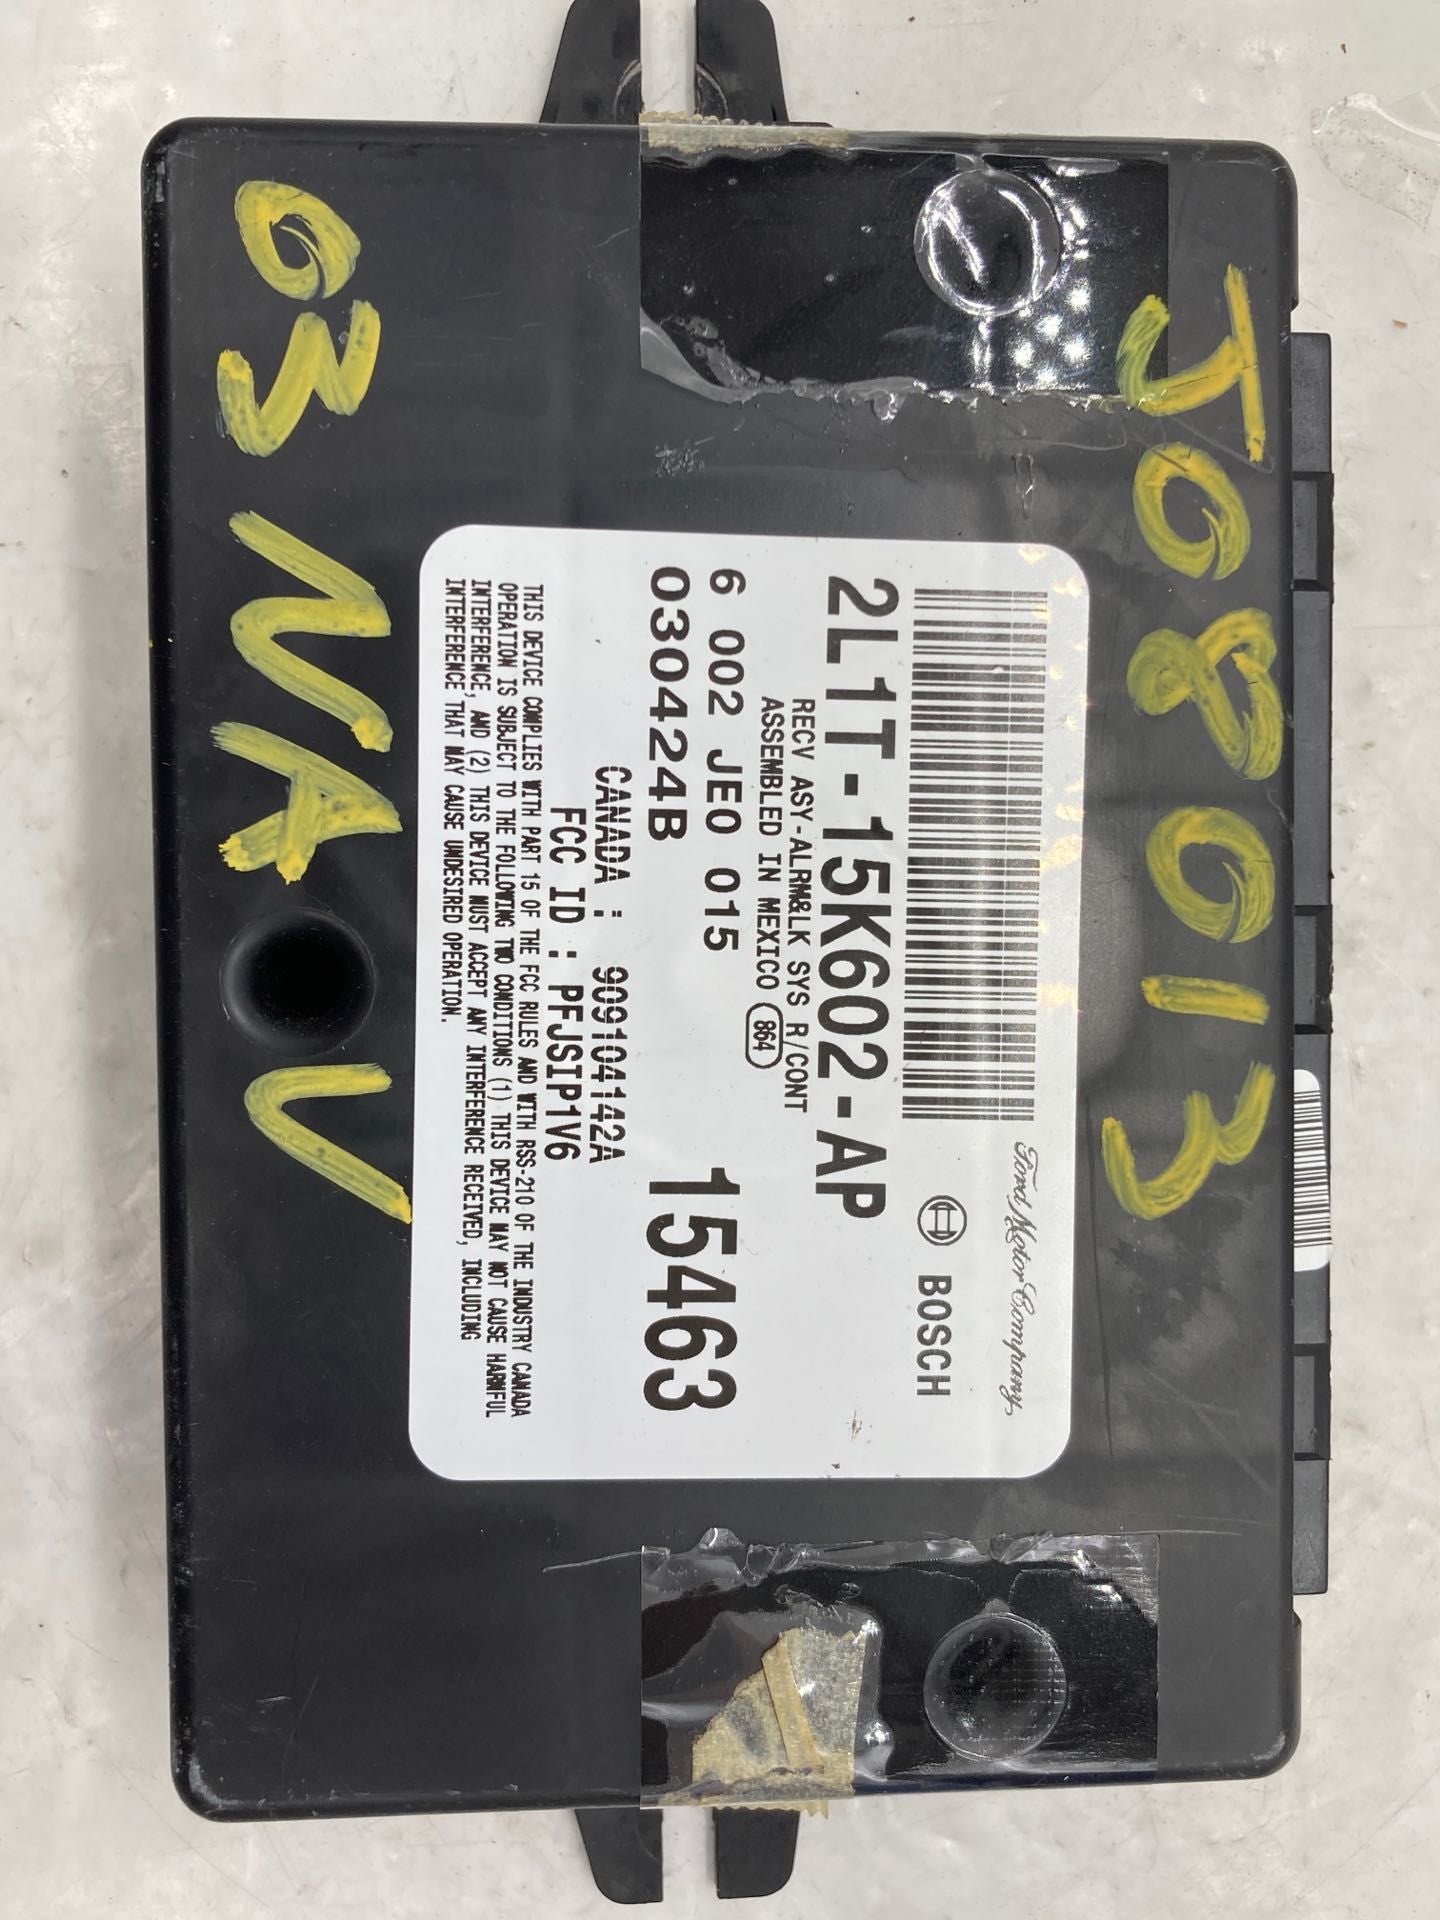 J08 013
Ford Motor Company,
BOSCH
2L1T-15K602-AP
RECV ASY-ALRM&LK SYS R/CONT
ASSEMBLED IN MEXICO 864
6 002 JE0 015
030424B
15463
CANADA : 909104142A
FCC ID : PFJSIP1V6
THIS DEVICE COMPLIES WITH PART 15 OF THE FCC RULES AND WITH RSS-210 OF THE INDUSTRY CANADA
OPERATION IS SUBJECT TO THE FOLLOWING TWO CONDITIONS (1) THIS DEVICE MAY NOT CAUSE HARMFUL
INTERFERENCE, AND (2) THIS DEVICE MUST ACCEPT ANY INTERFERENCE RECEIVED, INCLUDING
INTERFERENCE THAT MAY CAUSE UNDESIRED OPERATION.
03 NAV